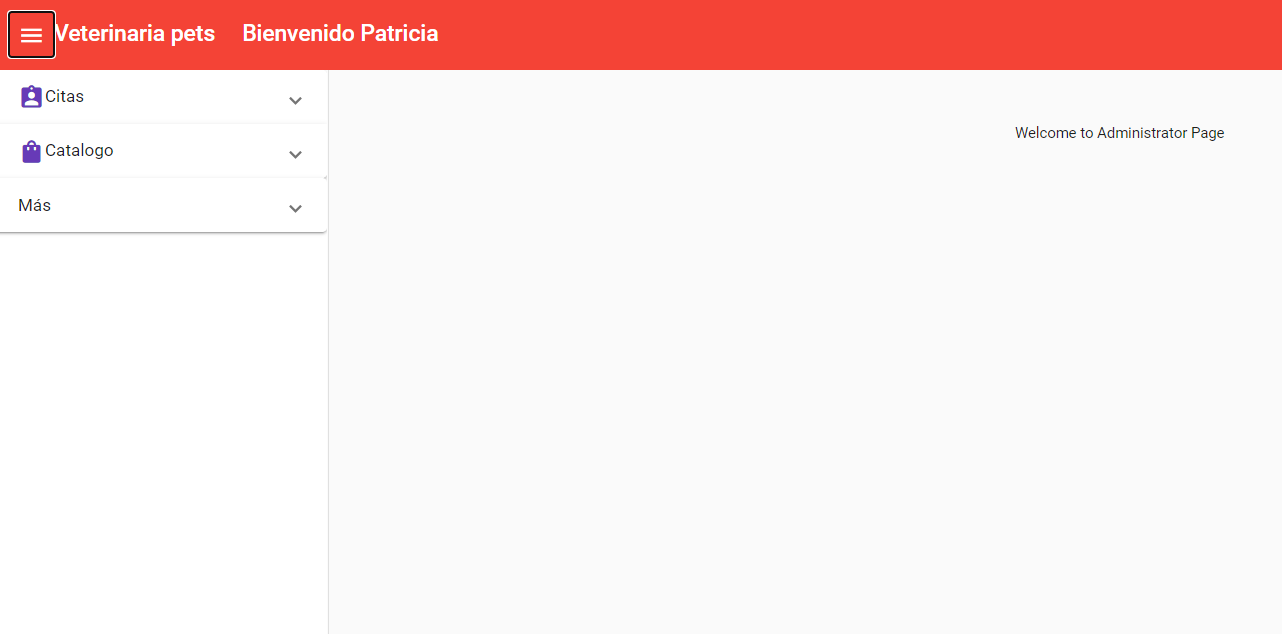 Veterinaria pets Bienvenido Patricia
Citas
Welcome to Administrator Page
Catalogo
Más